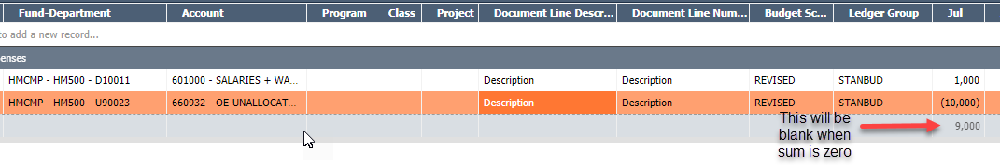 Fund-Department Account Program Class Project Document Line Descr... Document Line Num... Budget Sc... Ledger Group Jul
to add a new record...
enses
HMCMP - HM500 - D10011 601000 - SALARIES + WA... Description Description REVISED STANBUD 1,000
HMCMP - HM500 - U90023 660932 - OE-UNALLOCAT... Description Description REVISED STANBUD (10,000)
This will be
blank when
sum is zero
9,000